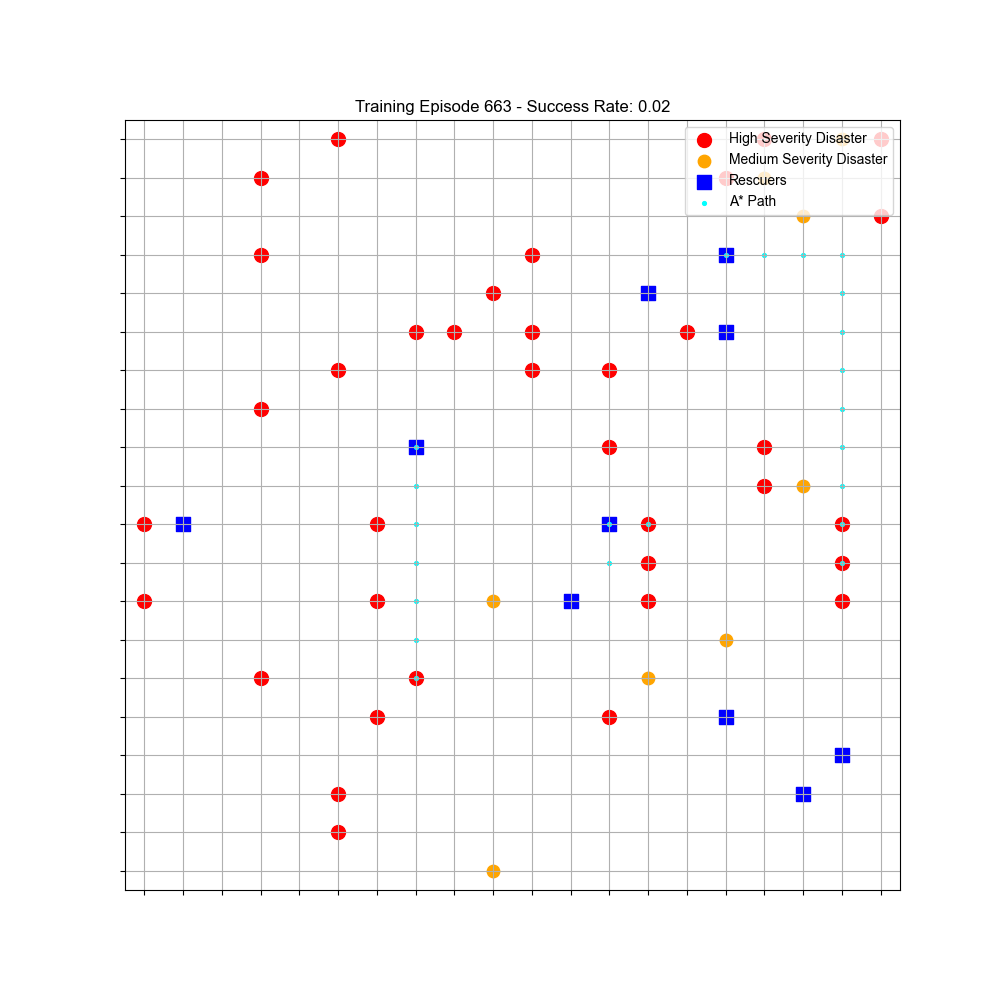 Training Episode 663 - Success Rate: 0.02
High Severity Disaster
Medium Severity Disaster
Rescuers
A* Path